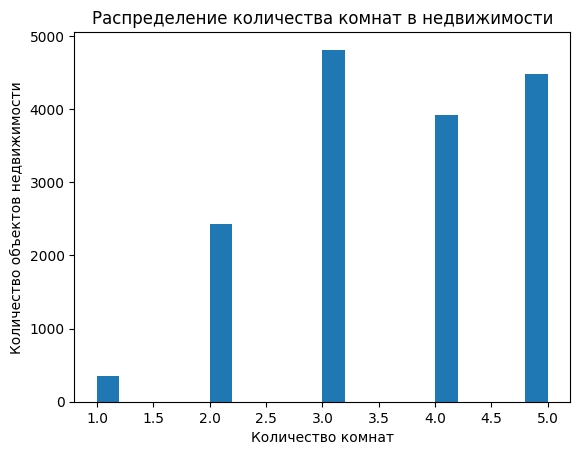 Распределение количества комнат в недвижимости
Количество объектов недвижимости
5000
4000
3000
2000
1000
0
1.0 1.5 2.0 2.5 3.0 3.5 4.0 4.5 5.0
Количество комнат